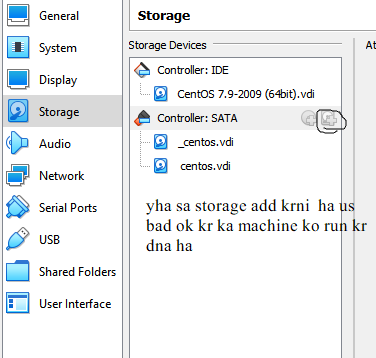 General
System
Display
Storage
Audio
Network
Serial Ports
USB
Shared Folders
User Interface
Storage
Storage Devices
At
Controller: IDE
CentOS 7.9-2009 (64bit).vdi
Controller: SATA
_centos.vdi
centos.vdi
yha sa storage add krni ha us
bad ok kr ka machine ko run kr
dna ha